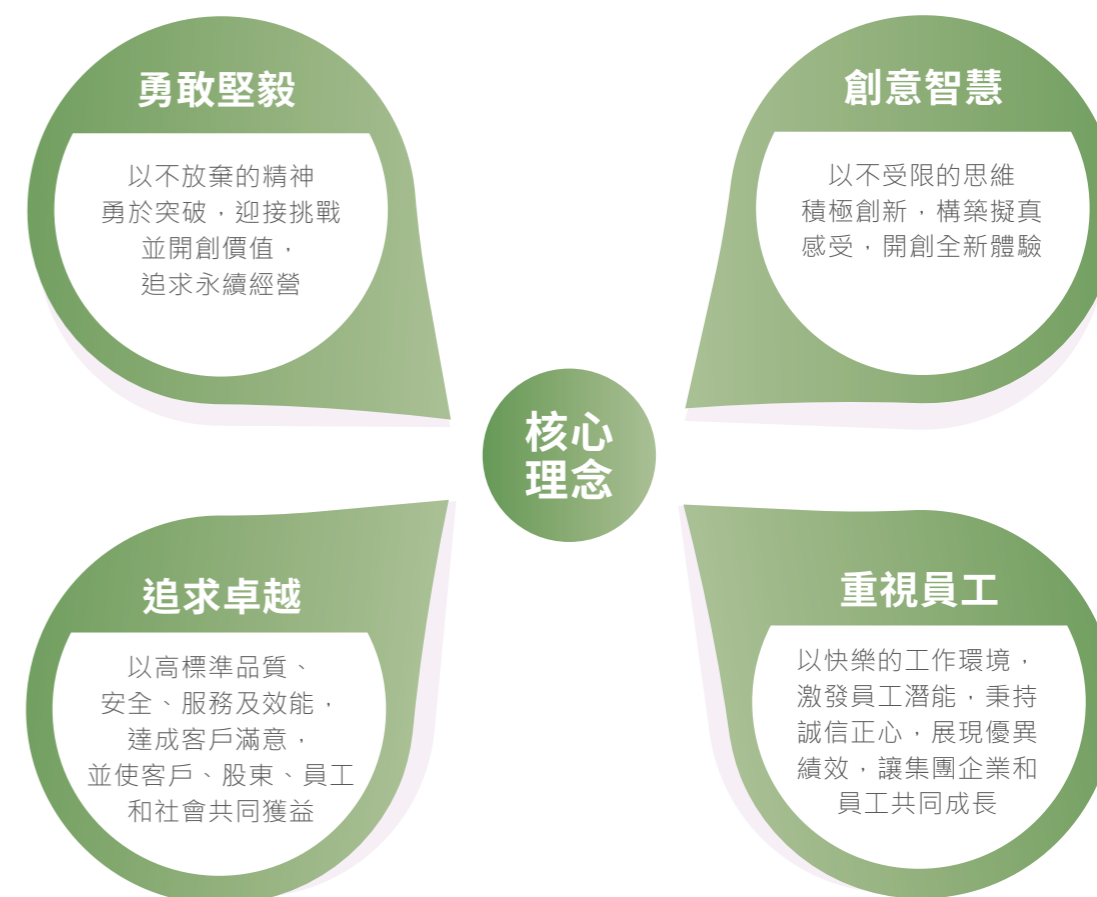 勇敢堅毅
以不放棄的精神
勇於突破，迎接挑戰
並開創價值，
追求永續經營
創意智慧
以不受限的思維
積極創新，構築擬真
感受，開創全新體驗
核心
理念
追求卓越
以高標準品質、
安全、服務及效能，
達成客戶滿意，
並使客戶、股東、員工
和社會共同獲益
重視員工
以快樂的工作環境，
激發員工潛能，秉持
誠信正心，展現優異
績效，讓集團企業和
員工共同成長